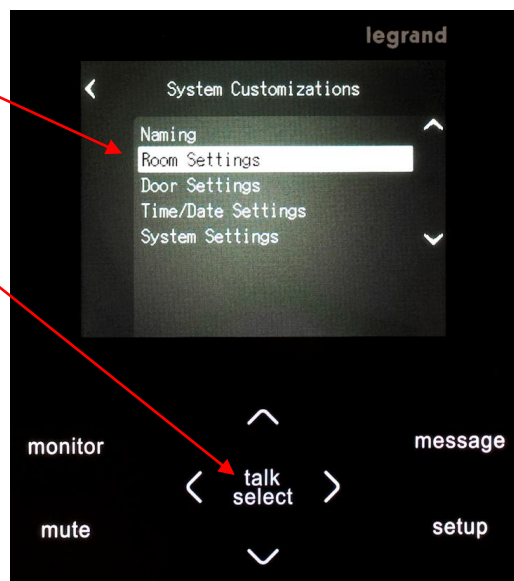 legrand
System Customizations
Naming
Room Settings
Door Settings
Time/Date Settings
System Settings
monitor
message
talk
select
mute
setup